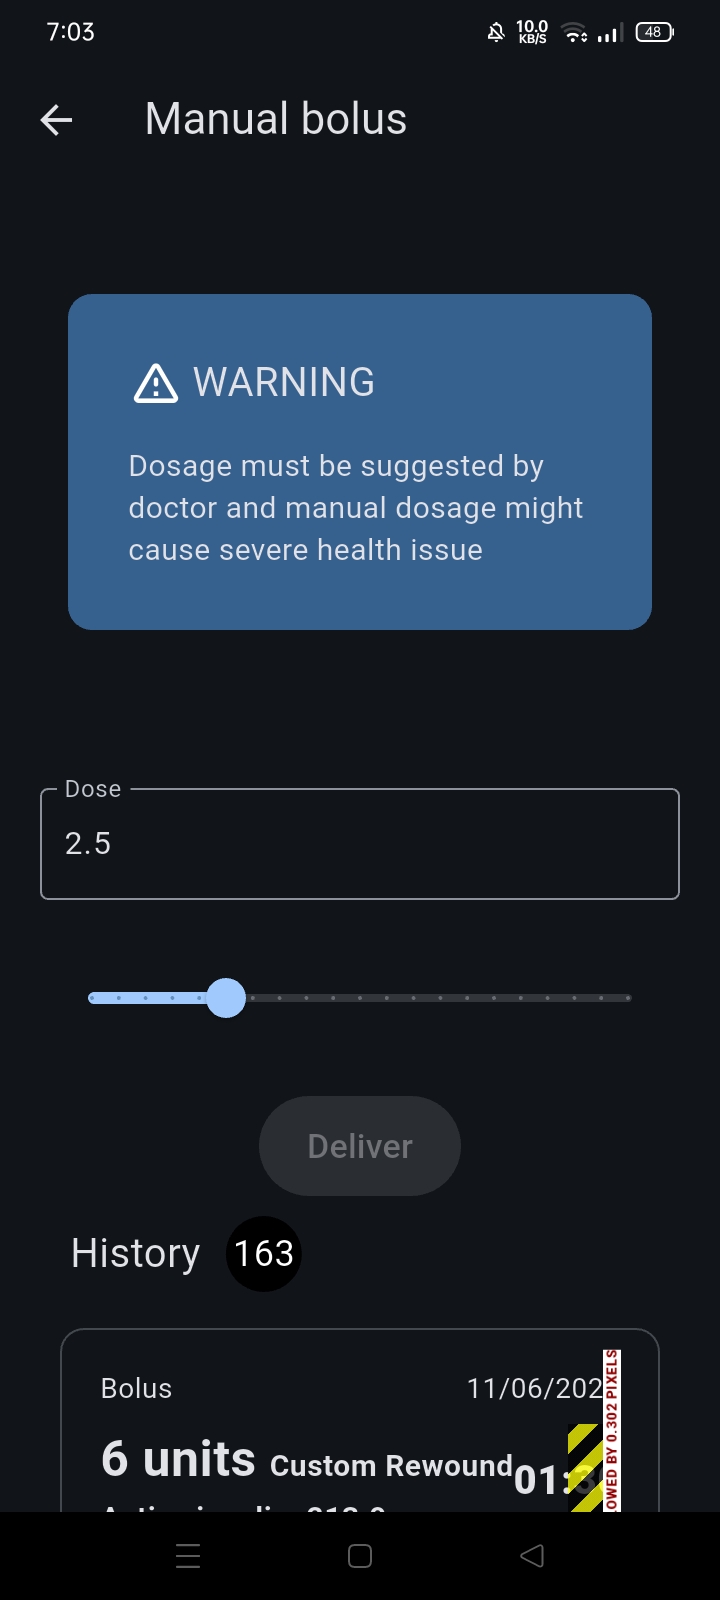 7:03
10.0
KB/S
48
Manual bolus
WARNING
Dosage must be suggested by
doctor and manual dosage might
cause severe health issue
Dose
2.5
Deliver
History 163
Bolus 11/06/202
6 units Custom Rewound 01:3
OWED BY 0.302 PIXELS